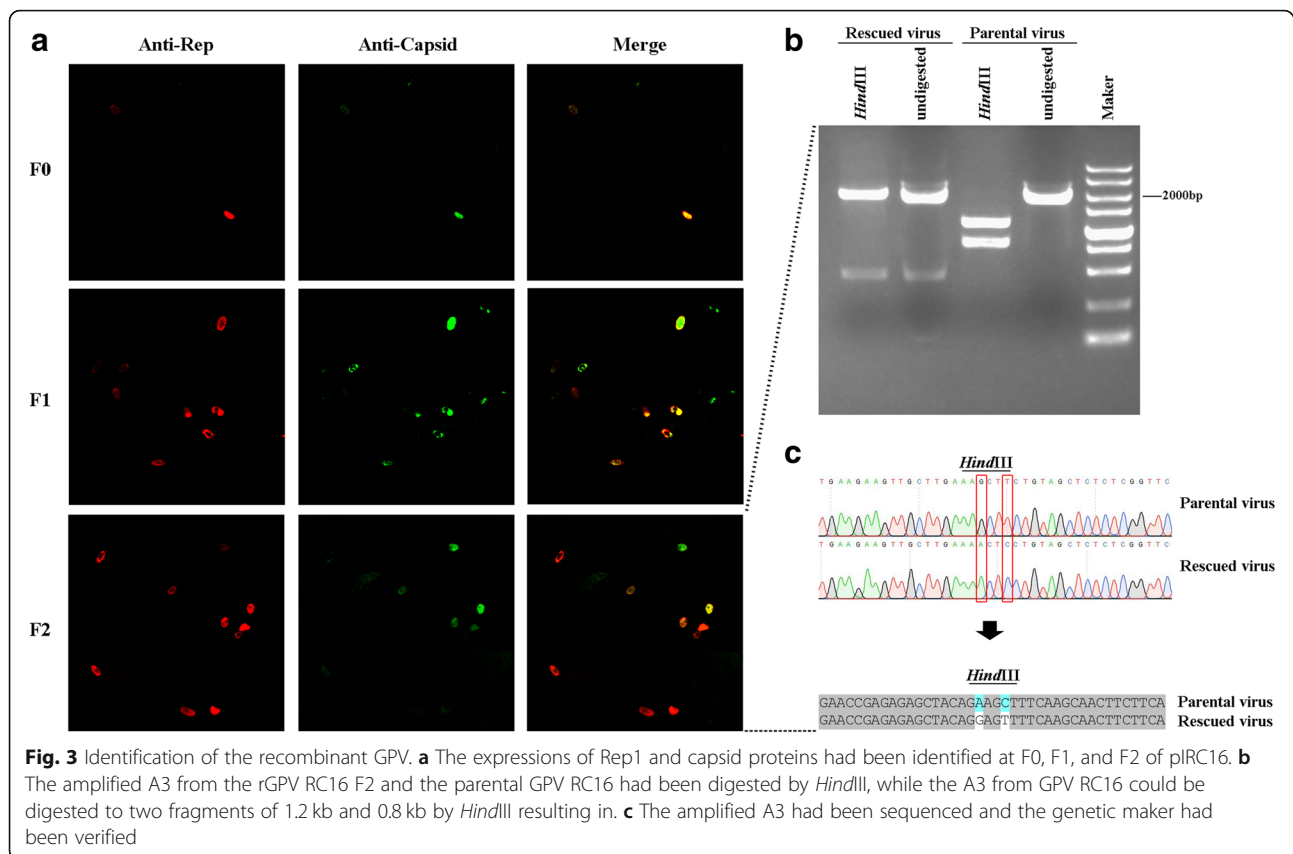 a
Anti-Rep Anti-Capsid Merge
F0
F1
F2
b
Rescued virus Parental virus
HindIII undigested HindIII undigested Maker
2000bp
c
HindIII
T G A A G A A G T T G C T T G A A A G C T T C T G T A G C T C T C T C G G T T C
Parental virus
T G A A G A A G T T G C T T G A A A A C T C C T G T A G C T C T C T C G G T T C
Rescued virus
HindIII
GAACCGAGAGAGCTACAGAAGCTTTCAAGCAACTTCTTCA Parental virus
GAACCGAGAGAGCTACAGGAGTTTTCAAGCAACTTCTTCA Rescued virus
Fig. 3 Identification of the recombinant GPV. a The expressions of Rep1 and capsid proteins had been identified at F0, F1, and F2 of pIRC16. b
The amplified A3 from the rGPV RC16 F2 and the parental GPV RC16 had been digested by HindIII, while the A3 from GPV RC16 could be
digested to two fragments of 1.2 kb and 0.8 kb by HindIII resulting in. c The amplified A3 had been sequenced and the genetic maker had
been verified